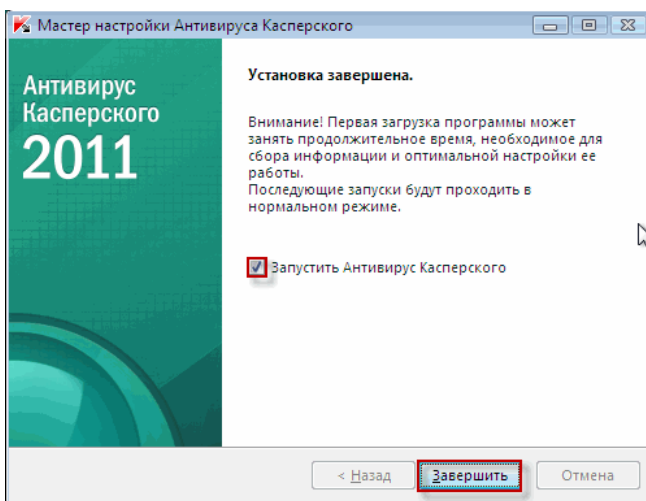 Мастер настройки Антивируса Касперского
Антивирус
Касперского
2011
Установка завершена.
Внимание! Первая загрузка программы может
занять продолжительное время, необходимое для
сбора информации и оптимальной настройки ее
работы.
Последующие запуски будут проходить в
нормальном режиме.
Запустить Антивирус Касперского
< Назад
Завершить
Отмена